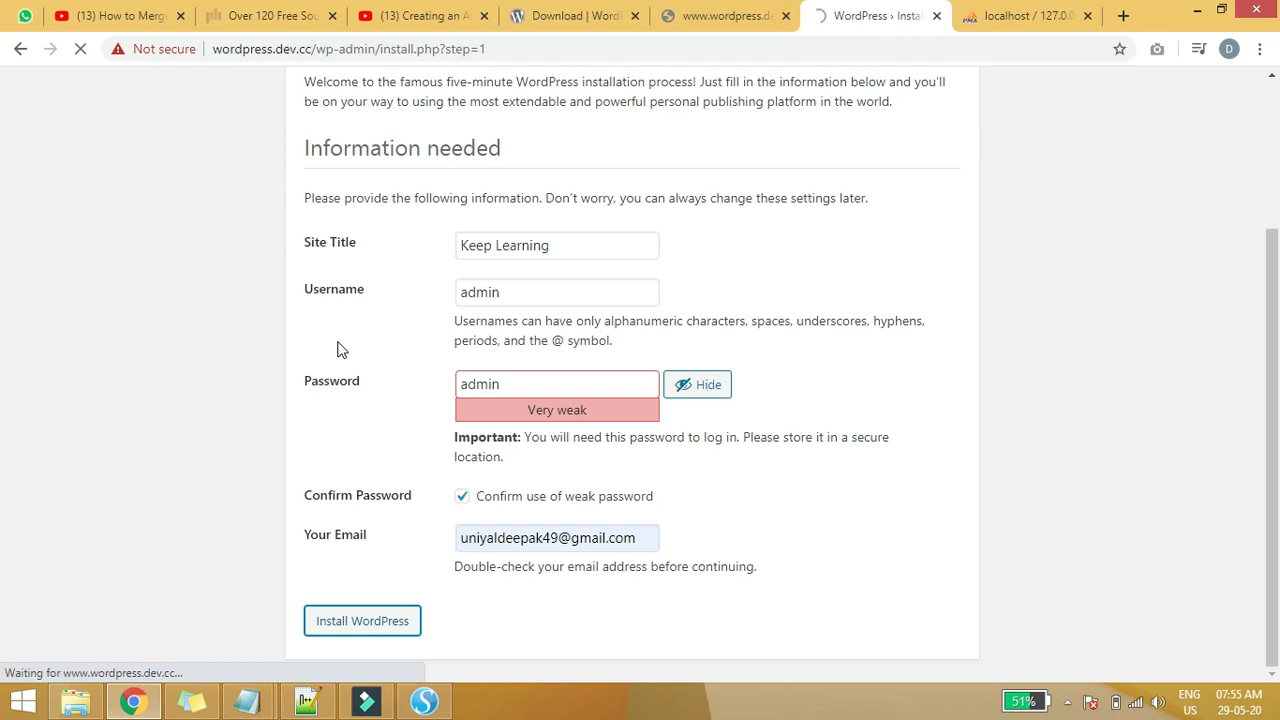 (13) How to Merge
Over 120 Free Sou
(13) Creating an A
Download | WordP
www.wordpress.de
WordPress › Instal
localhost / 127.0.0
Not secure
wordpress.dev.cc/wp-admin/install.php?step=1
D
Welcome to the famous five-minute WordPress installation process! Just fill in the information below and you'll
be on your way to using the most extendable and powerful personal publishing platform in the world.
Information needed
Please provide the following information. Don't worry, you can always change these settings later.
Site Title
Keep Learning
Username
admin
Usernames can have only alphanumeric characters, spaces, underscores, hyphens,
periods, and the @ symbol.
Password
admin
Hide
Very weak
Important: You will need this password to log in. Please store it in a secure
location.
Confirm Password
Confirm use of weak password
Your Email
uniyaldeepak49@gmail.com
Double-check your email address before continuing.
Install WordPress
Waiting for www.wordpress.dev.cc...
51%
ENG
US
07:55 AM
29-05-20